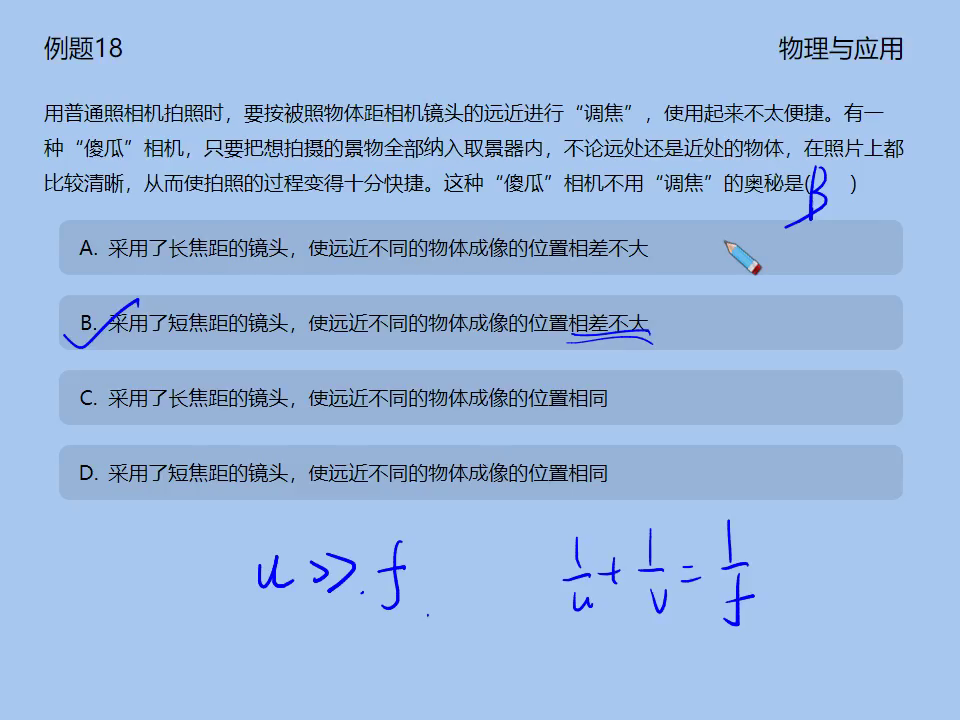 例题18
物理与应用
用普通照相机拍照时，要按被照物体距相机镜头的远近进行“调焦”，使用起来不太便捷。有一
种“傻瓜”相机，只要把想拍摄的景物全部纳入取景器内，不论远处还是近处的物体，在照片上都
比较清晰，从而使拍照的过程变得十分快捷。这种“傻瓜”相机不用“调焦”的奥秘是( B )
A. 采用了长焦距的镜头，使远近不同的物体成像的位置相差不大
B. 采用了短焦距的镜头，使远近不同的物体成像的位置相差不大
C. 采用了长焦距的镜头，使远近不同的物体成像的位置相同
D. 采用了短焦距的镜头，使远近不同的物体成像的位置相同
u >> f
1/u + 1/v = 1/f